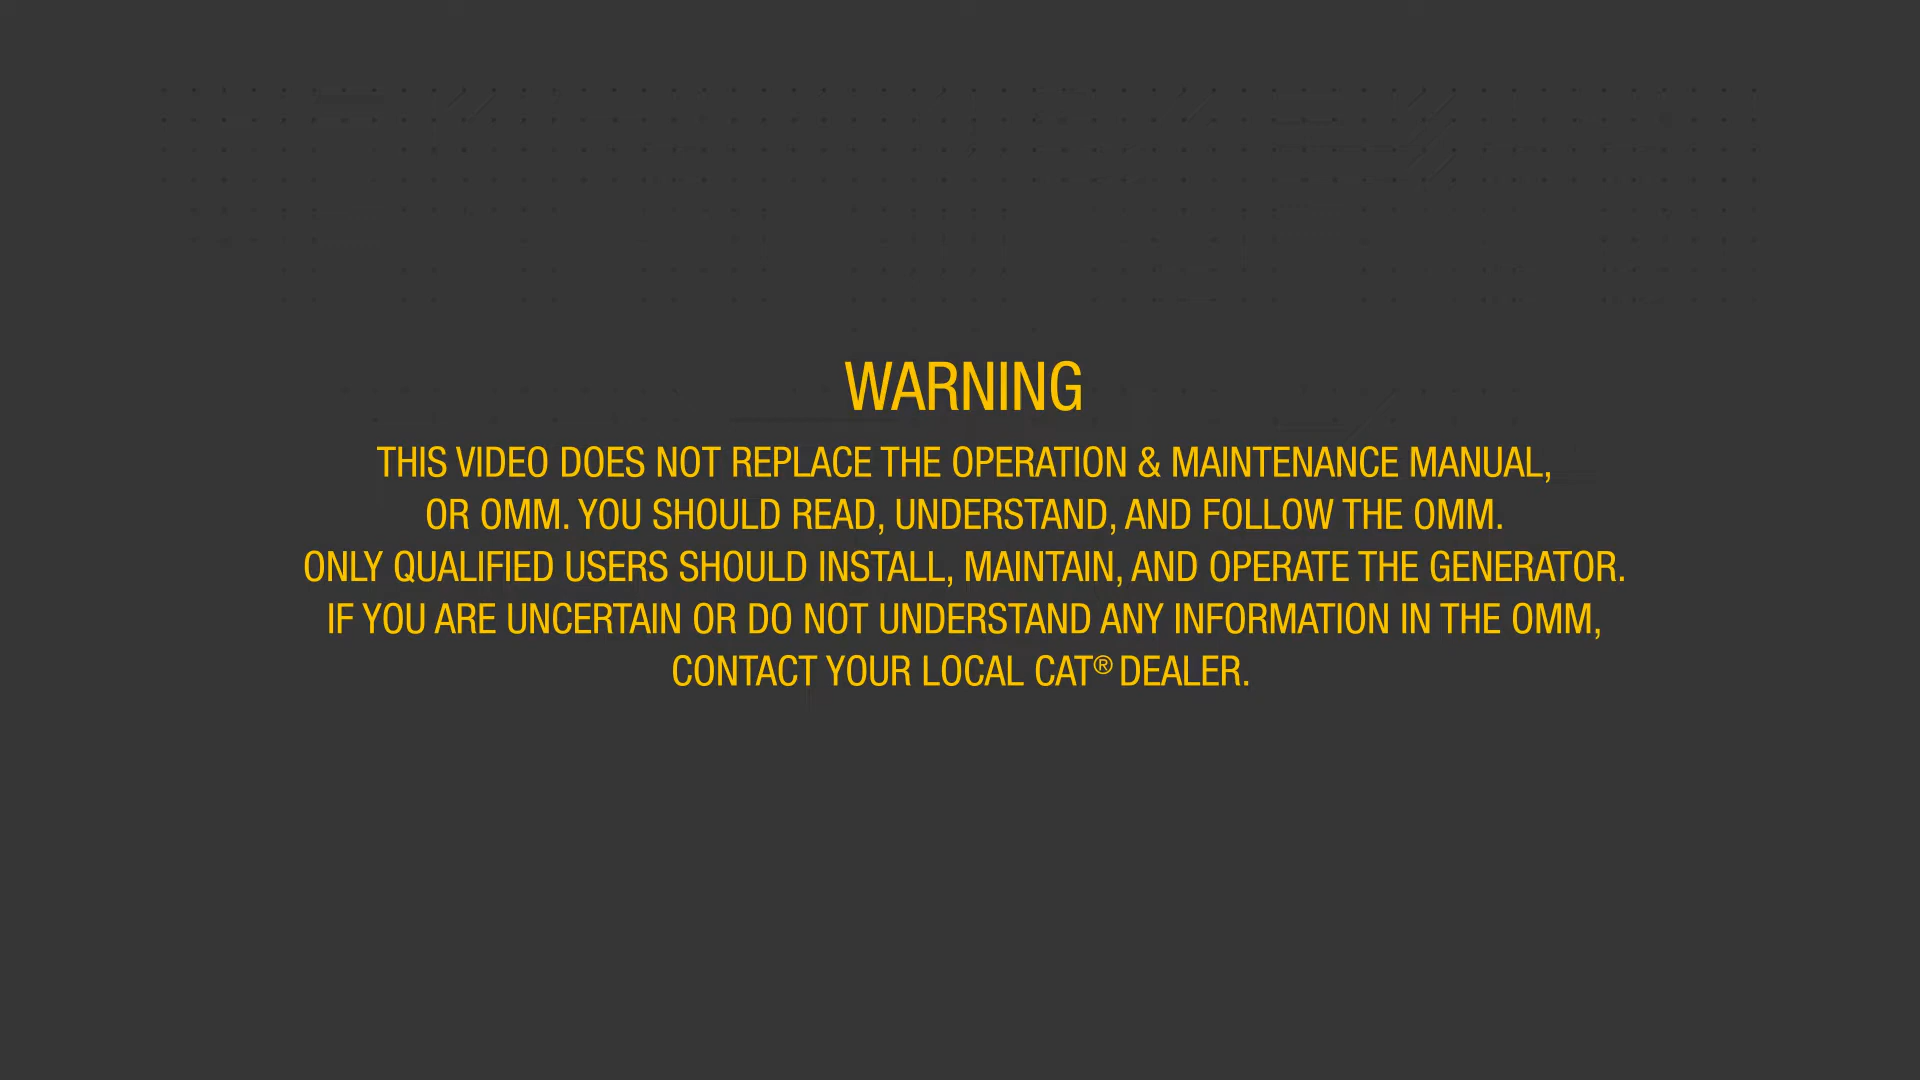 WARNING
THIS VIDEO DOES NOT REPLACE THE OPERATION & MAINTENANCE MANUAL,
OR OMM. YOU SHOULD READ, UNDERSTAND, AND FOLLOW THE OMM.
ONLY QUALIFIED USERS SHOULD INSTALL, MAINTAIN, AND OPERATE THE GENERATOR.
IF YOU ARE UNCERTAIN OR DO NOT UNDERSTAND ANY INFORMATION IN THE OMM,
CONTACT YOUR LOCAL CAT® DEALER.